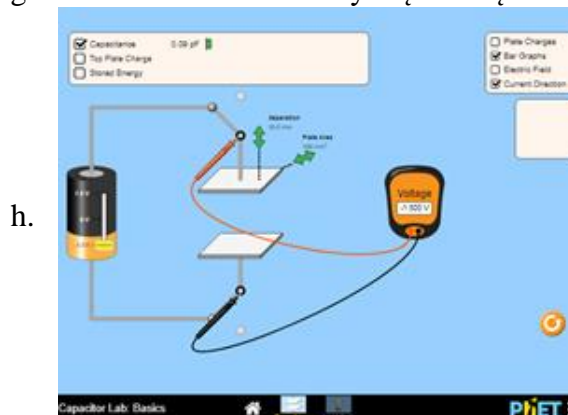 Capacitance 0.09 pF
Top Plate Charge
Stored Energy
Plate Charges
Bar Graphs
Electric Field
Current Direction
Separation
Plate Area
Voltage
h.
Capacitor Lab: Basics
PhET